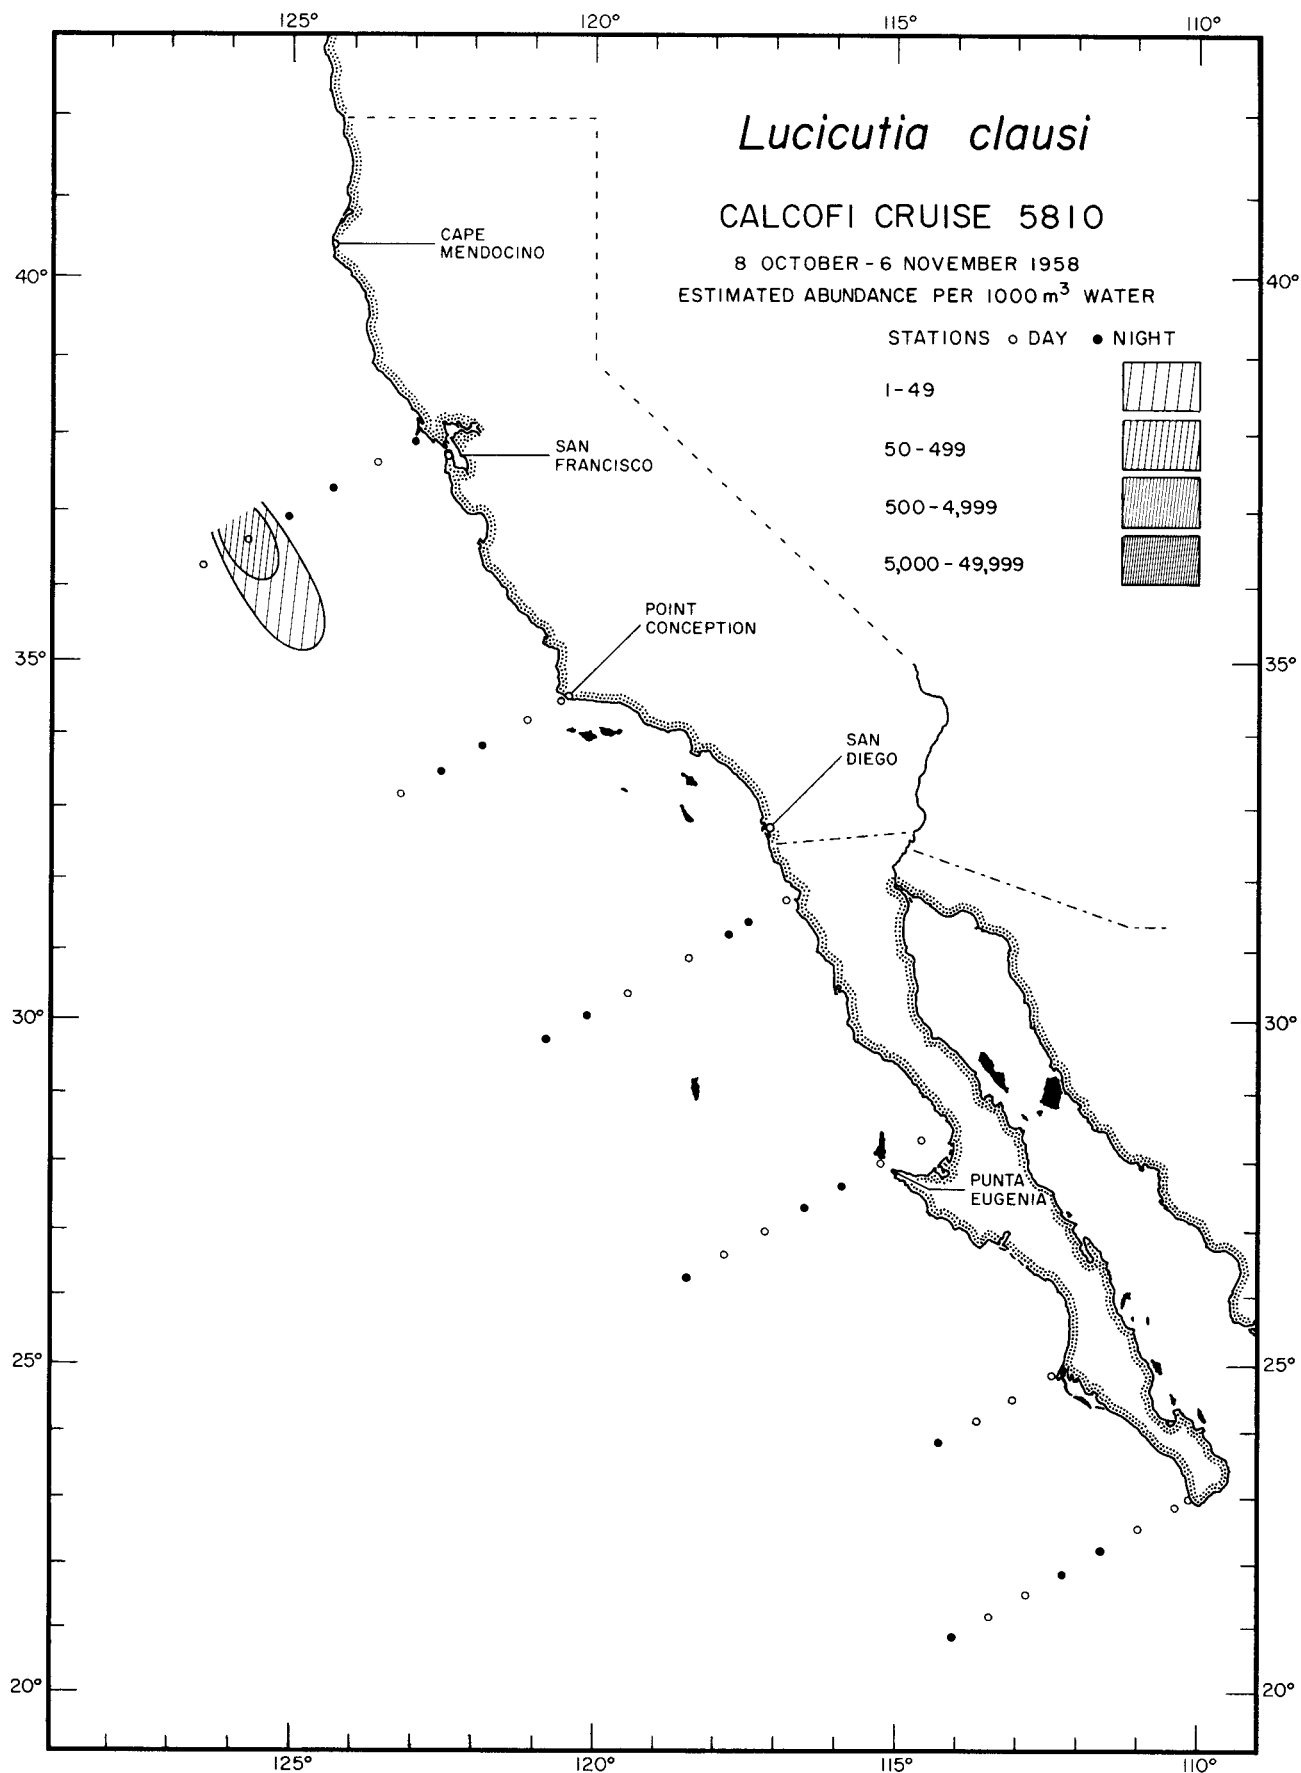 125° 120° 115° 110°
Lucicutia clausi
CALCOFI CRUISE 5810
8 OCTOBER - 6 NOVEMBER 1958
ESTIMATED ABUNDANCE PER 1000 m³ WATER
STATIONS ○ DAY ● NIGHT
1-49
50-499
500-4,999
5,000-49,999
CAPE
MENDOCINO
40° 40°
SAN
FRANCISCO
POINT
CONCEPTION
35° 35°
SAN
DIEGO
30° 30°
PUNTA
EUGENIA
25° 25°
20° 20°
125° 120° 115° 110°